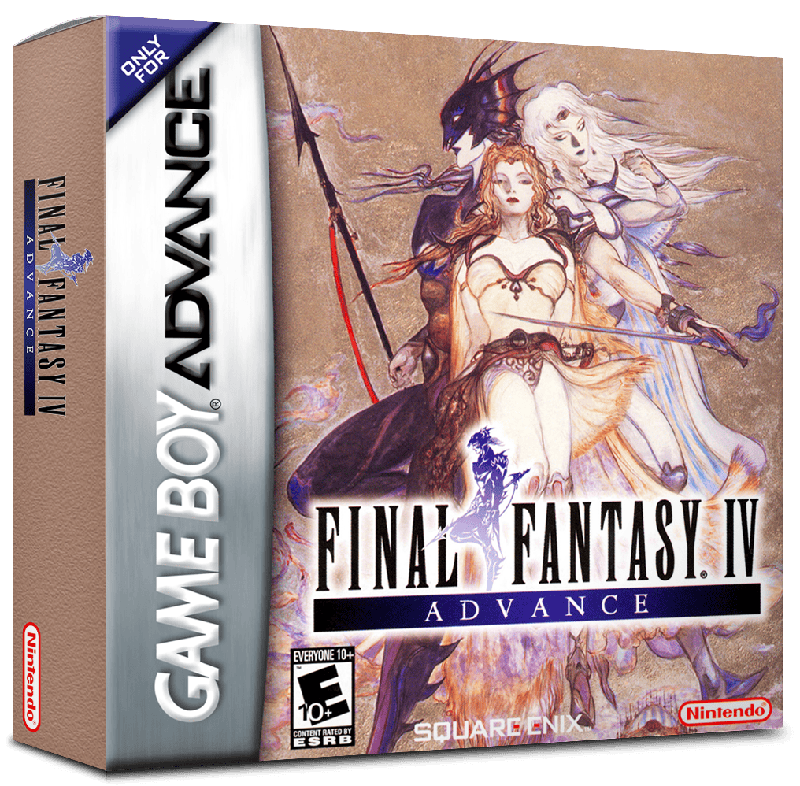 ONLY
FOR
GAME BOY ADVANCE®
FINAL FANTASY IV
ADVANCE
Nintendo
FINAL FANTASY® IV
ADVANCE
EVERYONE 10+
E
10+
CONTENT RATED BY
ESRB
SQUARE ENIX™
Nintendo